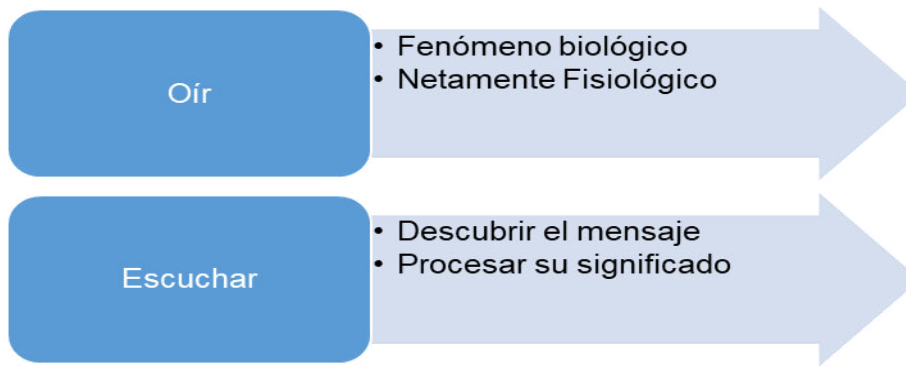 Oír
• Fenómeno biológico
• Netamente Fisiológico
Escuchar
• Descubrir el mensaje
• Procesar su significado